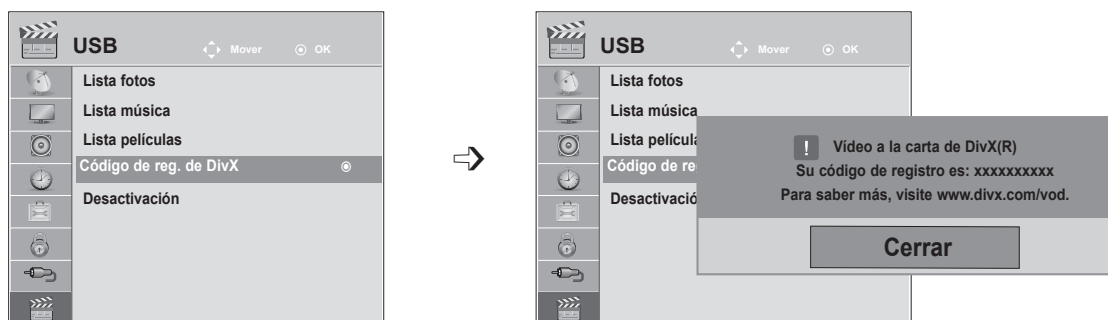 USB Mover OK
Lista fotos
Lista música
Lista películas
Código de reg. de DivX
Desactivación
USB Mover OK
Lista fotos
Lista música
Lista película
Código de re
Desactivació
! Vídeo a la carta de DivX(R)
Su código de registro es: xxxxxxxxxx
Para saber más, visite www.divx.com/vod.
Cerrar